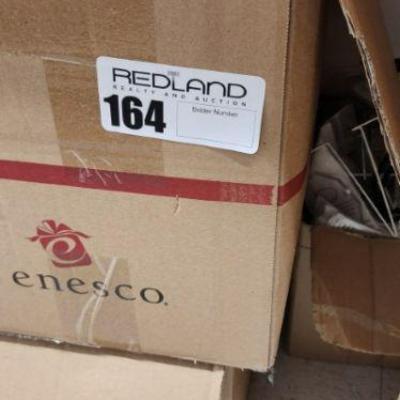 REDLAND
REALTY AND AUCTION
164
Bidder Number
enesco.